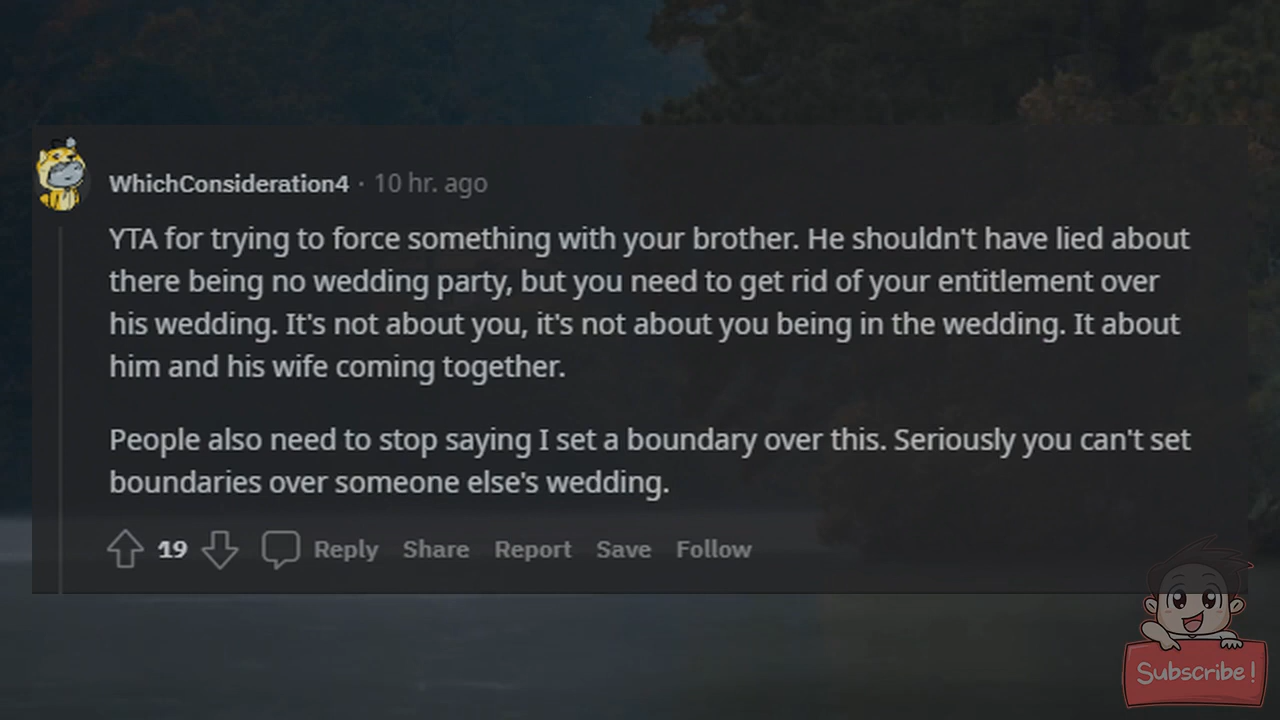 WhichConsideration4 · 10 hr. ago
YTA for trying to force something with your brother. He shouldn't have lied about
there being no wedding party, but you need to get rid of your entitlement over
his wedding. It's not about you, it's not about you being in the wedding. It about
him and his wife coming together.
People also need to stop saying I set a boundary over this. Seriously you can't set
boundaries over someone else's wedding.
19 Reply Share Report Save Follow
Subscribe!